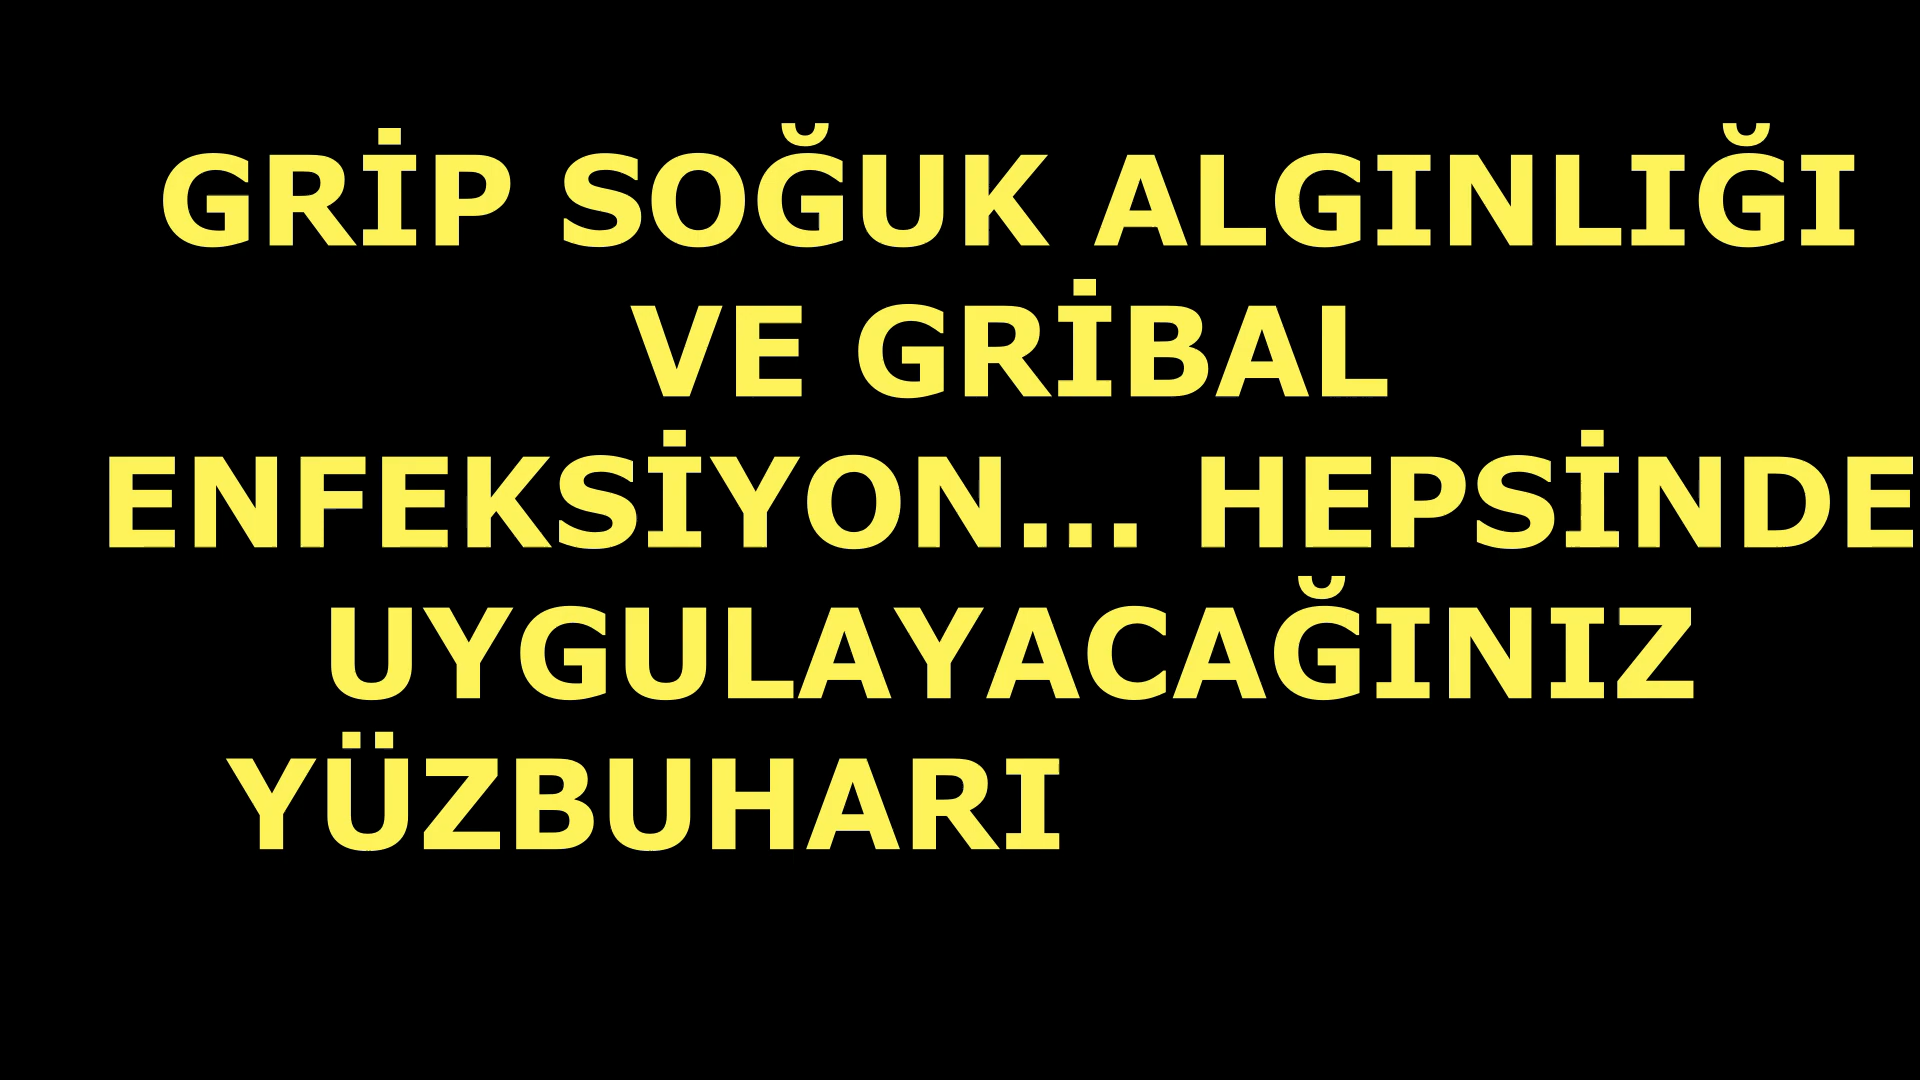 GRİP SOĞUK ALGINLIĞI
VE GRİBAL
ENFEKSİYON... HEPSİNDE
UYGULAYACAĞINIZ
YÜZBUHARI